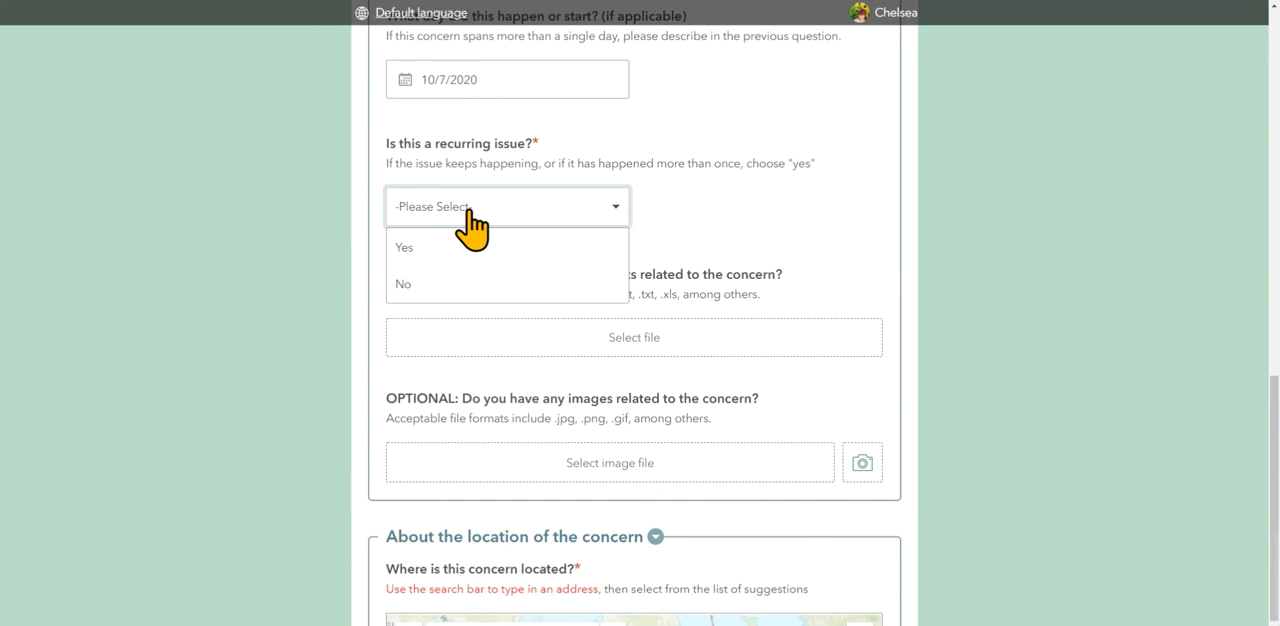 Default language
Chelsea
this happen or start? (if applicable)
If this concern spans more than a single day, please describe in the previous question.
10/7/2020
Is this a recurring issue?*
If the issue keeps happening, or if it has happened more than once, choose "yes"
-Please Select-
Yes
No
related to the concern?
.txt, .xls, among others.
Select file
OPTIONAL: Do you have any images related to the concern?
Acceptable file formats include .jpg, .png, .gif, among others.
Select image file
About the location of the concern
Where is this concern located?*
Use the search bar to type in an address, then select from the list of suggestions